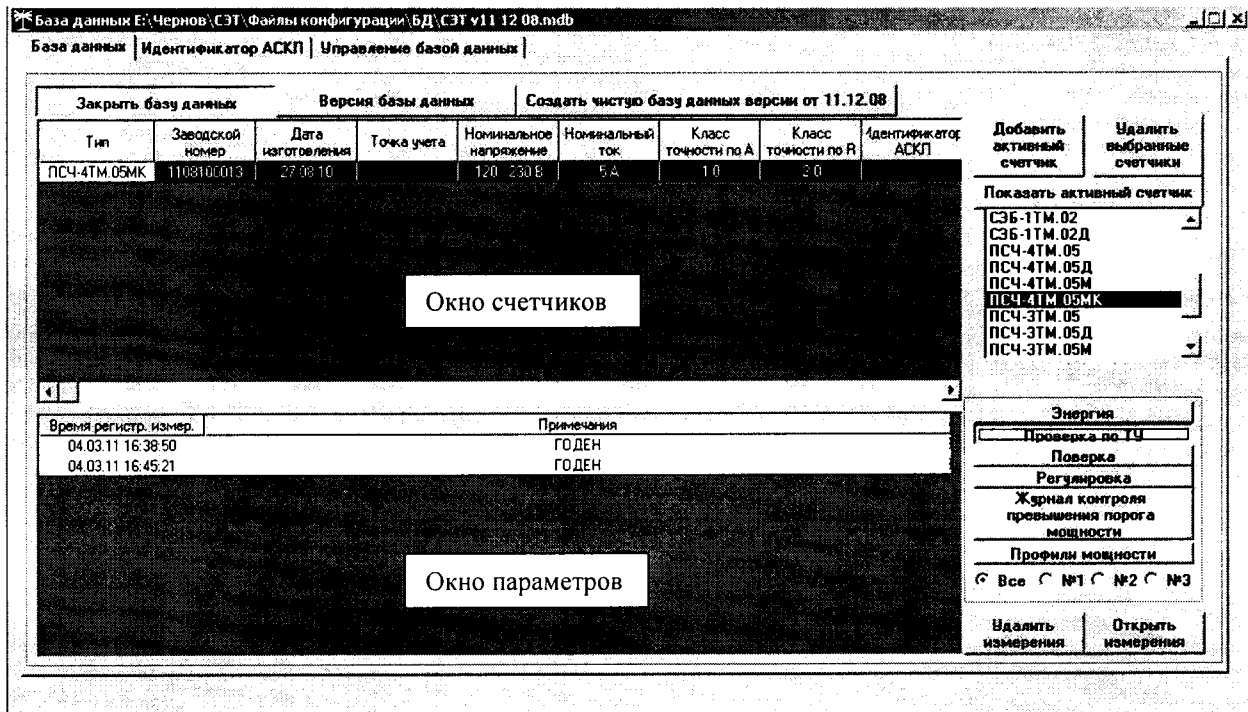 База данных E:\Чернов\СЭТ\Файлы конфигурации\БД\СЭТ v11 12 08.mdb
База данных Идентификатор АСКП Управление базой данных
Закрыть базу данных Версия базы данных Создать чистую базу данных версии от 11.12.08
Тип Заводской номер Дата изготовления Точка учета Номинальное напряжение Номинальный ток Класс точности по А Класс точности по R Идентификатор АСКП
ПСЧ-4ТМ.05МК 1108100013 27.08.10 120...230 В 5 А 1.0 2.0
Окно счетчиков
Добавить активный счетчик
Удалить выбранные счетчики
Показать активный счетчик
СЭБ-1ТМ.02
СЭБ-1ТМ.02Д
ПСЧ-4ТМ.05
ПСЧ-4ТМ.05Д
ПСЧ-4ТМ.05М
ПСЧ-4ТМ.05МК
ПСЧ-3ТМ.05
ПСЧ-3ТМ.05Д
ПСЧ-3ТМ.05М
Время регистр. измер. Примечания
04.03.11 16:38:50 ГОДЕН
04.03.11 16:45:21 ГОДЕН
Окно параметров
Энергия
Проверка по ТУ
Поверка
Регулировка
Журнал контроля
превышения порога
мощности
Профили мощности
Все №1 №2 №3
Удалить измерения
Открыть измерения